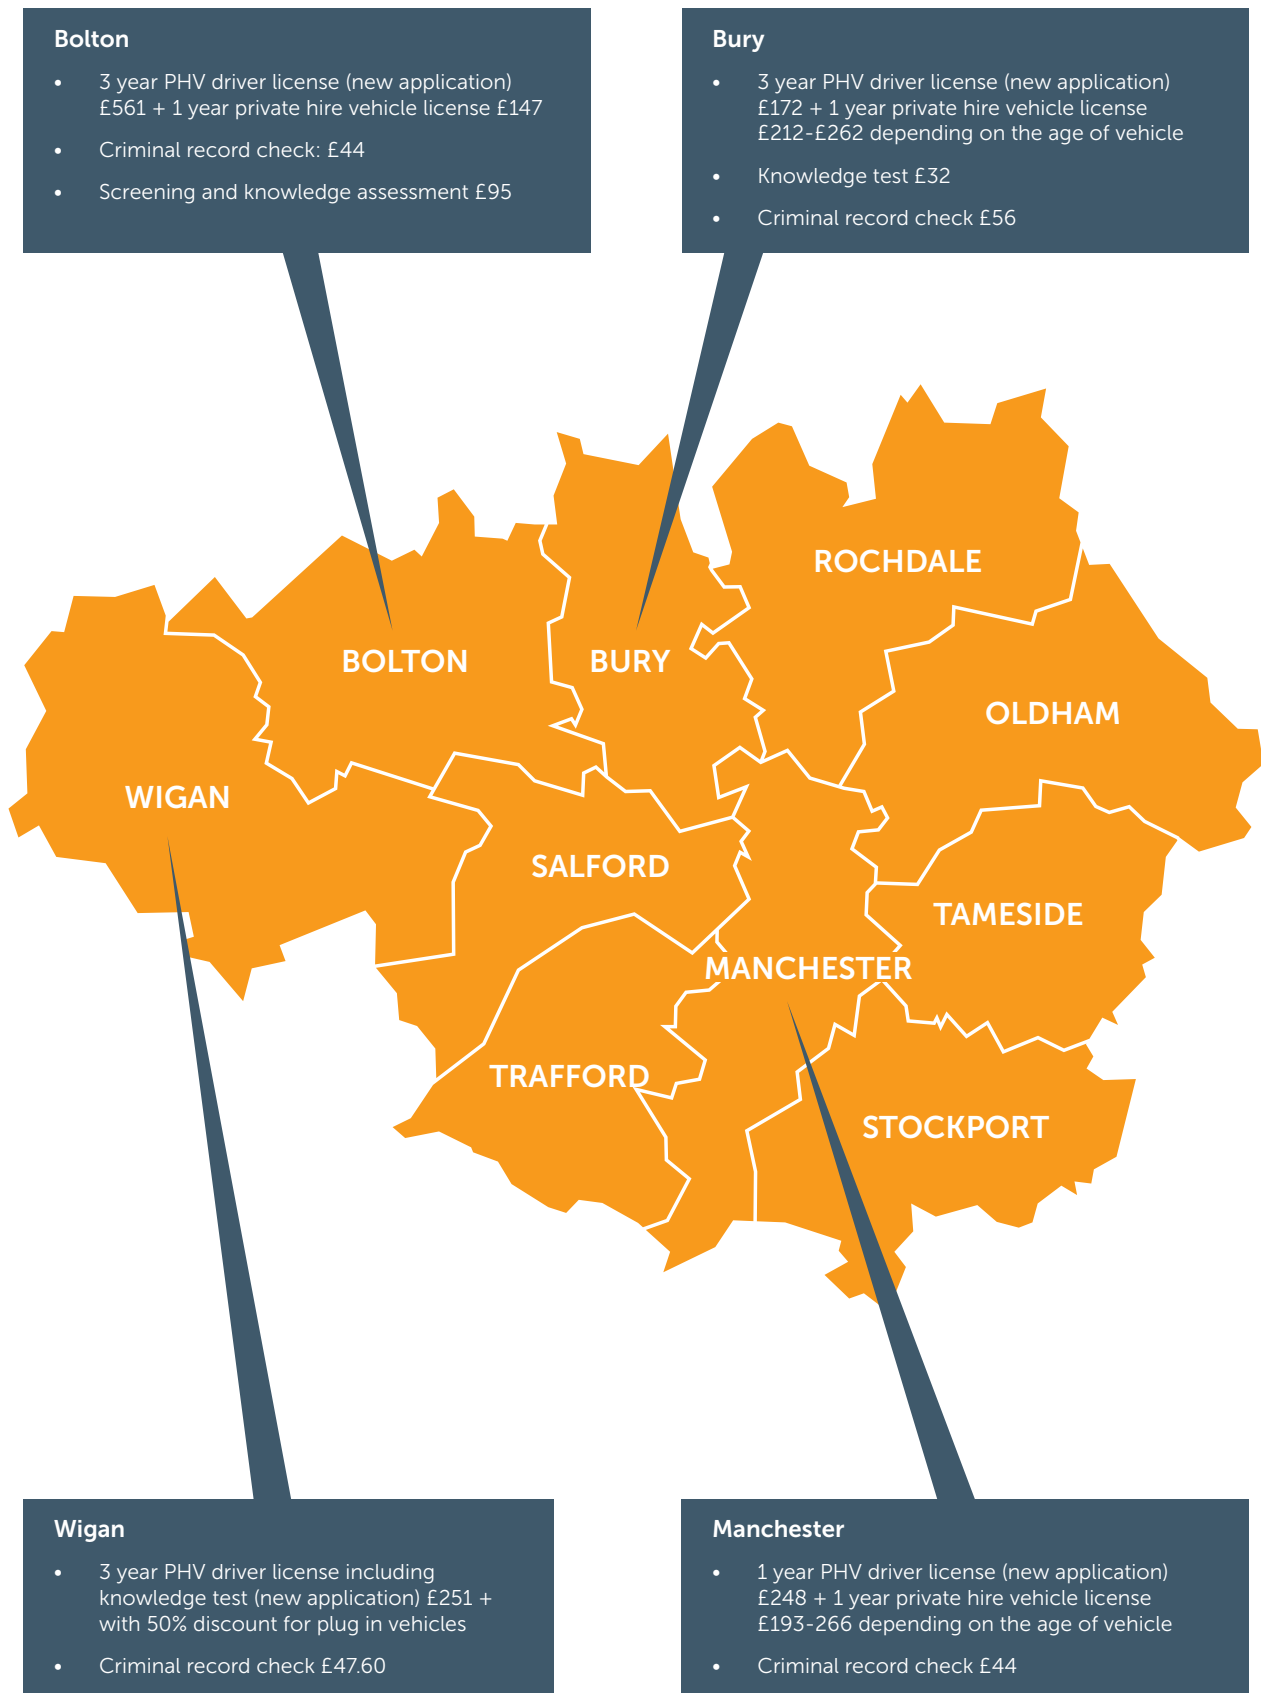 Bolton
• 3 year PHV driver license (new application)
£561 + 1 year private hire vehicle license £147
• Criminal record check: £44
• Screening and knowledge assessment £95
Bury
• 3 year PHV driver license (new application)
£172 + 1 year private hire vehicle license
£212-£262 depending on the age of vehicle
• Knowledge test £32
• Criminal record check £56
ROCHDALE
BOLTON
BURY
OLDHAM
WIGAN
SALFORD
TAMESIDE
MANCHESTER
TRAFFORD
STOCKPORT
Wigan
• 3 year PHV driver license including
knowledge test (new application) £251 +
with 50% discount for plug in vehicles
• Criminal record check £47.60
Manchester
• 1 year PHV driver license (new application)
£248 + 1 year private hire vehicle license
£193-266 depending on the age of vehicle
• Criminal record check £44